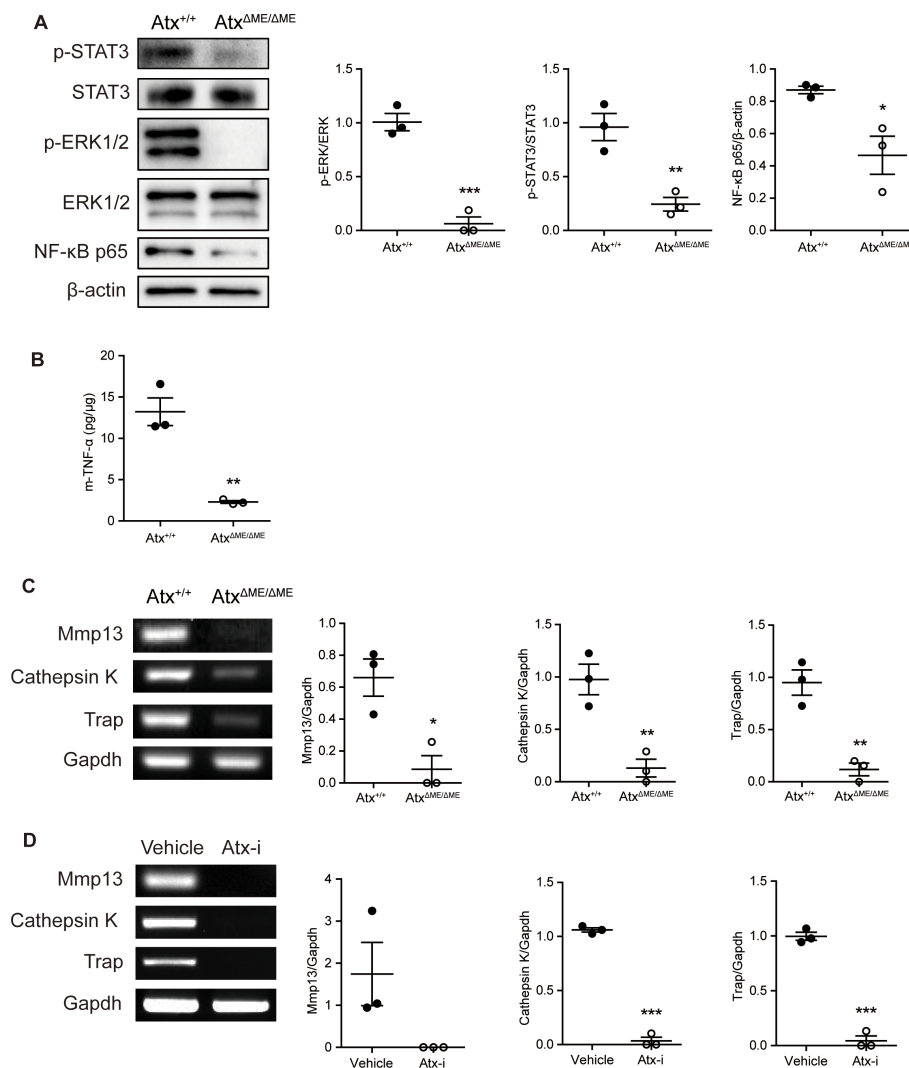 A
Atx+/+ AtxΔME/ΔME
p-STAT3
STAT3
p-ERK1/2
ERK1/2
NF-κB p65
β-actin
p-ERK/ERK
1.5
1.0
0.5
0.0
***
Atx+/+ AtxΔME/ΔME
p-STAT3/STAT3
1.5
1.0
0.5
0.0
**
Atx+/+ AtxΔME/ΔME
NF-κB p65/β-actin
1.0
0.8
0.6
0.4
0.2
0.0
*
Atx+/+ AtxΔME/ΔM
B
m-TNF-α (pg/μg)
20
15
10
5
0
**
Atx+/+ AtxΔME/ΔME
C
Atx+/+ AtxΔME/ΔME
Mmp13
Cathepsin K
Trap
Gapdh
Mmp13/Gapdh
1.0
0.8
0.6
0.4
0.2
0.0
*
Atx+/+ AtxΔME/ΔME
Cathepsin K/Gapdh
1.5
1.0
0.5
0.0
**
Atx+/+ AtxΔME/ΔME
Trap/Gapdh
1.5
1.0
0.5
0.0
**
Atx+/+ AtxΔME/ΔME
D
Vehicle Atx-i
Mmp13
Cathepsin K
Trap
Gapdh
Mmp13/Gapdh
4
3
2
1
0
Vehicle Atx-i
Cathepsin K/Gapdh
1.5
1.0
0.5
0.0
***
Vehicle Atx-i
Trap/Gapdh
1.5
1.0
0.5
0.0
***
Vehicle Atx-i